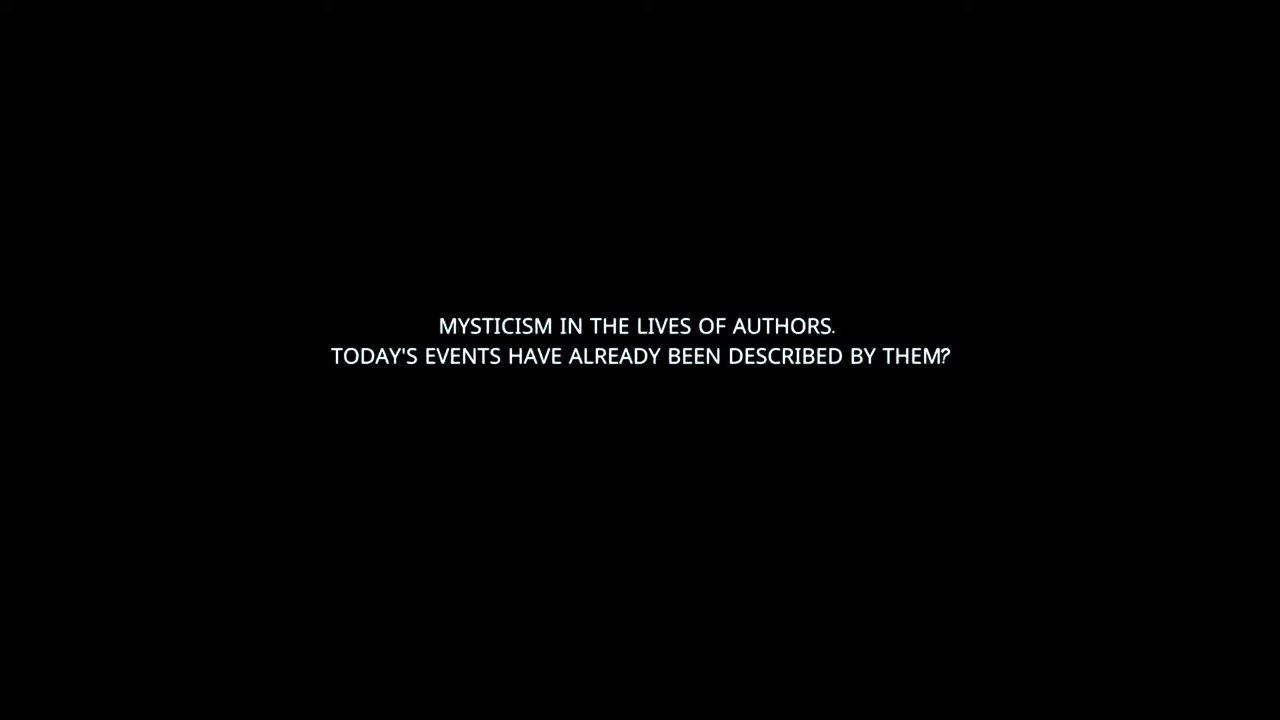 MYSTICISM IN THE LIVES OF AUTHORS.
TODAY'S EVENTS HAVE ALREADY BEEN DESCRIBED BY THEM?